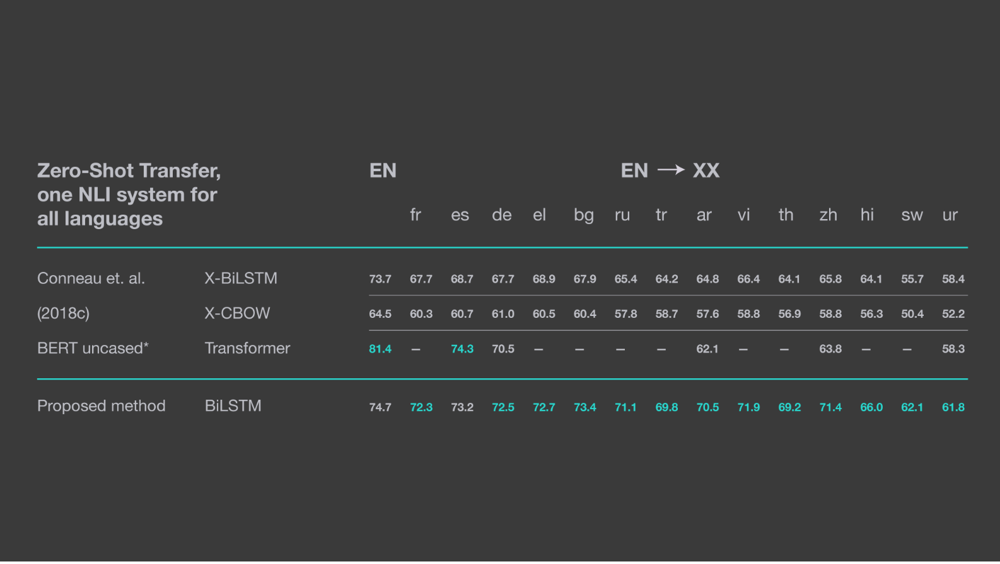 Zero-Shot Transfer,
one NLI system for
all languages
EN
EN → XX
fr es de el bg ru tr ar vi th zh hi sw ur
Conneau et. al. X-BiLSTM 73.7 67.7 68.7 67.7 68.9 67.9 65.4 64.2 64.8 66.4 64.1 65.8 64.1 55.7 58.4
(2018c) X-CBOW 64.5 60.3 60.7 61.0 60.5 60.4 57.8 58.7 57.6 58.8 56.9 58.8 56.3 50.4 52.2
BERT uncased* Transformer 81.4 – 74.3 70.5 – – – – 62.1 – – 63.8 – – 58.3
Proposed method BiLSTM 74.7 72.3 73.2 72.5 72.7 73.4 71.1 69.8 70.5 71.9 69.2 71.4 66.0 62.1 61.8